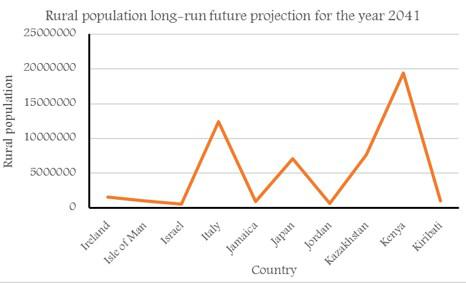 Rural population long-run future projection for the year 2041
Rural population
25000000
20000000
15000000
10000000
5000000
0
Ireland
Isle of Man
Israel
Italy
Jamaica
Japan
Jordan
Kazakhstan
Kenya
Kiribati
Country